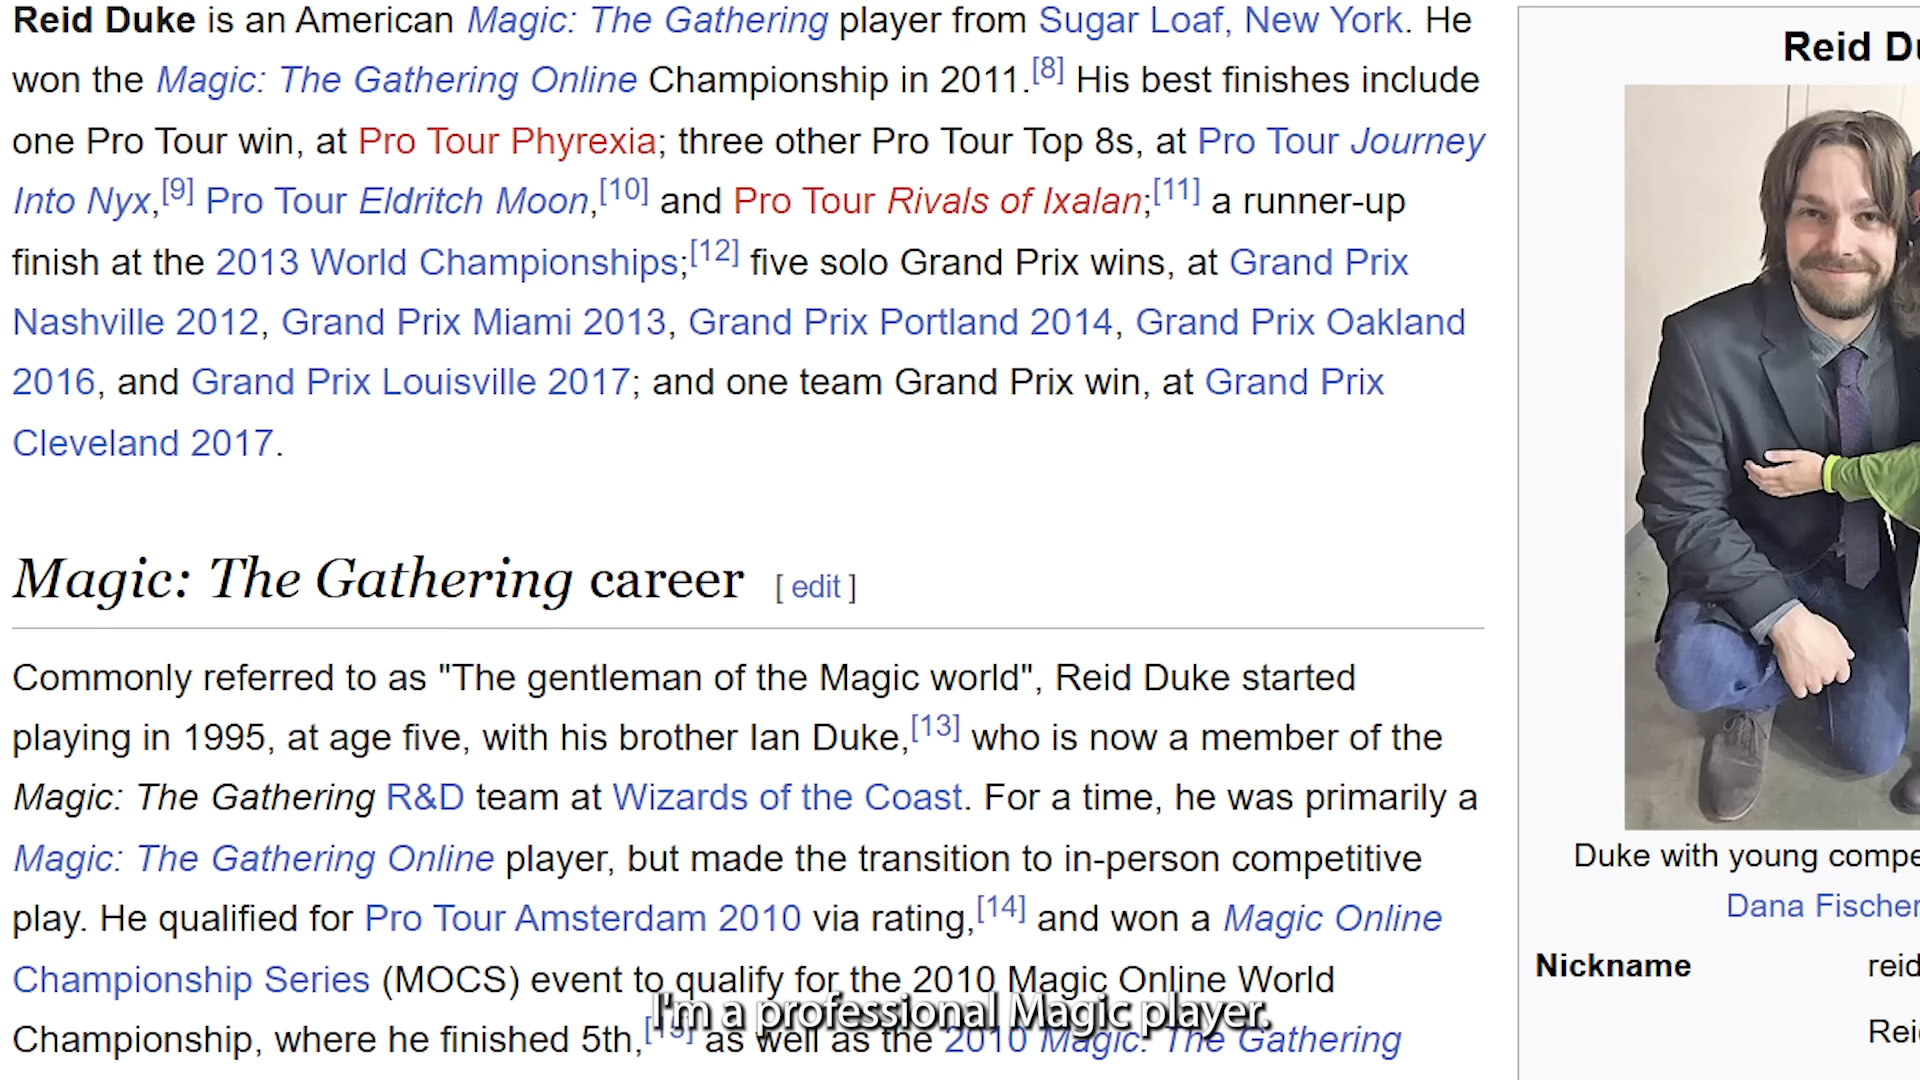 Reid Duke is an American Magic: The Gathering player from Sugar Loaf, New York. He
won the Magic: The Gathering Online Championship in 2011.[8] His best finishes include
one Pro Tour win, at Pro Tour Phyrexia; three other Pro Tour Top 8s, at Pro Tour Journey
Into Nyx,[9] Pro Tour Eldritch Moon,[10] and Pro Tour Rivals of Ixalan;[11] a runner-up
finish at the 2013 World Championships;[12] five solo Grand Prix wins, at Grand Prix
Nashville 2012, Grand Prix Miami 2013, Grand Prix Portland 2014, Grand Prix Oakland
2016, and Grand Prix Louisville 2017; and one team Grand Prix win, at Grand Prix
Cleveland 2017.
Magic: The Gathering career [ edit ]
Commonly referred to as "The gentleman of the Magic world", Reid Duke started
playing in 1995, at age five, with his brother Ian Duke,[13] who is now a member of the
Magic: The Gathering R&D team at Wizards of the Coast. For a time, he was primarily a
Magic: The Gathering Online player, but made the transition to in-person competitive
play. He qualified for Pro Tour Amsterdam 2010 via rating,[14] and won a Magic Online
Championship Series (MOCS) event to qualify for the 2010 Magic Online World
Championship, where he finished 5th,[15] as well as the 2010 Magic: The Gathering
I'm a professional Magic player.
Reid Du
Duke with young compe
Dana Fischer
Nickname reid
Reid